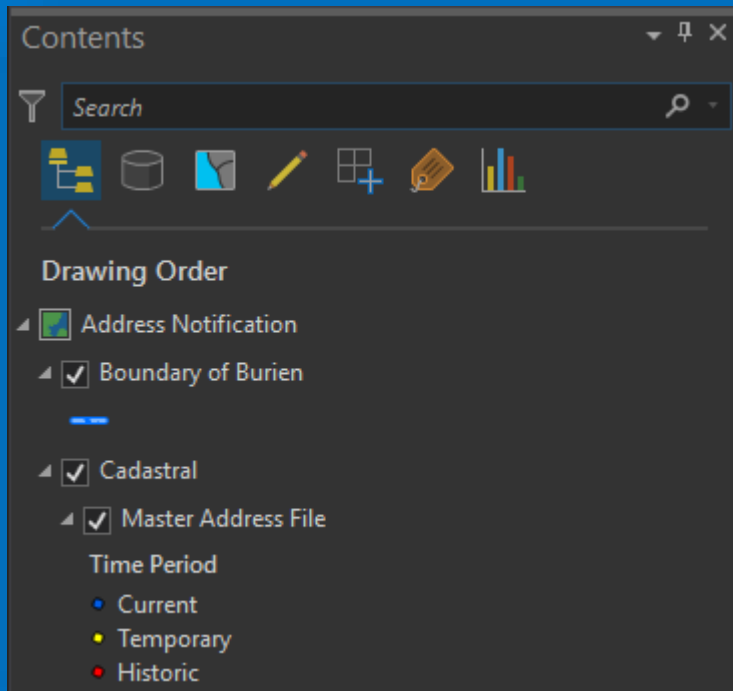 Contents
Search
Drawing Order
Address Notification
Boundary of Burien
Cadastral
Master Address File
Time Period
Current
Temporary
Historic